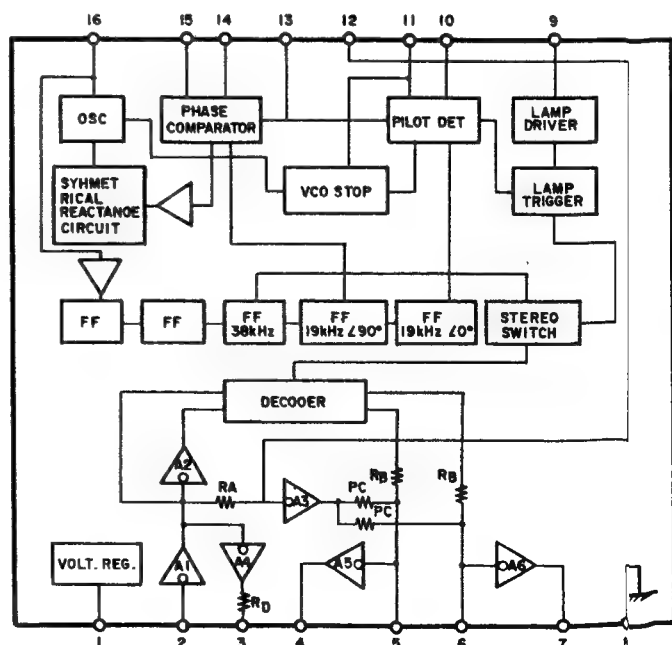 16 15 14 13 12 11 10 9
OSC
PHASE
COMPARATOR
PILOT DET
LAMP
DRIVER
SYHMET
RICAL
REACTANOE
CIRCUIT
VCO STOP
LAMP
TRIGGER
FF
FF
FF
38kHz
FF
19kHz ∠90°
FF
19kHz ∠0°
STEREO
SWITCH
DECOOER
A2
RA
A3
PC
PC
RB
RB
VOLT. REG.
A1
A4
RD
A5
A6
1 2 3 4 5 6 7